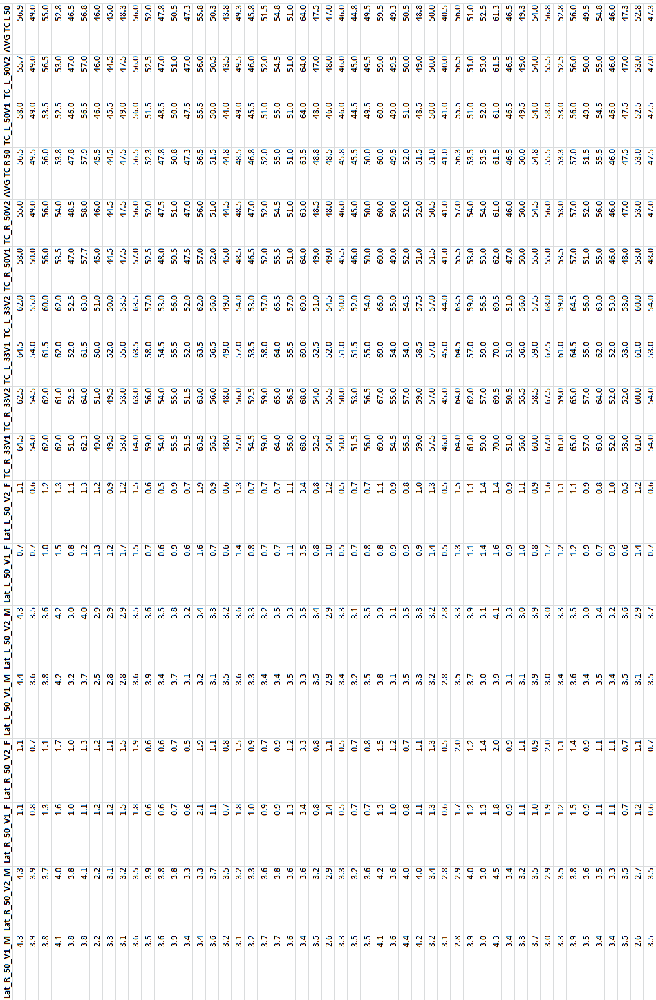 Lat_R_50_V1_M Lat_R_50_V2_M Lat_R_50_V1_F Lat_R_50_V2_F Lat_L_50_V1_M Lat_L_50_V2_M Lat_L_50_V1_F Lat_L_50_V2_F TC_R_33V1 TC_R_33V2 TC_L_33V1 TC_L_33V2 TC_R_50V1 TC_R_50V2 AVG TC R 50 TC_L_50V1 TC_L_50V2 AVG TC L 50
4.3 4.3 1.1 1.1 4.4 4.3 0.7 1.1 64.5 62.5 64.5 62.0 58.0 55.0 56.5 58.0 55.7 56.9
3.9 3.9 0.8 0.7 3.6 3.5 0.7 0.6 54.0 54.5 54.0 55.0 50.0 49.0 49.5 49.0 49.0 49.0
3.8 3.7 1.3 1.1 3.8 3.6 1.0 1.2 62.0 62.0 61.5 60.0 56.0 56.0 56.0 53.5 56.5 55.0
4.1 4.0 1.6 1.7 4.2 4.2 1.5 1.3 62.0 61.0 62.0 62.0 53.5 54.0 53.8 52.5 53.0 52.8
3.8 3.8 1.0 1.0 3.2 3.0 0.8 1.1 51.0 52.5 52.0 52.5 47.0 48.5 47.8 46.0 47.0 46.5
3.8 4.1 1.1 1.3 3.7 4.0 1.2 1.3 62.3 64.0 61.5 63.0 57.7 58.0 57.9 56.5 57.0 56.8
2.2 2.2 1.2 1.2 2.5 2.9 1.3 1.2 49.0 51.0 50.0 51.0 45.0 46.0 45.5 46.0 46.0 46.0
3.3 3.1 1.2 1.1 2.8 2.9 1.2 0.9 49.5 49.5 52.0 50.0 44.5 44.5 44.5 45.5 44.5 45.0
3.1 3.2 1.5 1.5 2.8 2.9 1.7 1.2 53.0 53.0 55.0 53.5 47.5 47.5 47.5 49.0 47.5 48.3
3.6 3.5 1.8 1.9 3.6 3.5 1.5 1.5 64.0 63.0 63.5 63.5 57.0 56.0 56.5 56.0 56.0 56.0
3.5 3.9 0.6 0.6 3.9 3.6 0.7 0.6 59.0 56.0 58.0 57.0 52.5 52.0 52.3 51.5 52.5 52.0
3.6 3.8 0.6 0.6 3.4 3.5 0.6 0.5 54.0 54.0 54.5 53.0 48.0 47.5 47.8 48.5 47.0 47.8
3.9 3.8 0.7 0.7 3.7 3.8 0.9 0.9 55.5 55.0 55.5 56.0 50.5 51.0 50.8 50.0 51.0 50.5
3.4 3.3 0.6 0.5 3.1 3.2 0.6 0.7 51.5 51.5 52.0 52.0 47.5 47.0 47.3 47.5 47.0 47.3
3.4 3.3 2.1 1.9 3.2 3.4 1.6 1.9 63.5 63.0 63.5 62.0 57.0 56.0 56.5 55.5 56.0 55.8
3.6 3.7 1.1 1.1 3.1 3.3 0.7 0.9 56.5 56.0 56.5 56.0 52.0 51.0 51.5 50.0 50.5 50.3
3.2 3.5 0.7 0.8 3.5 3.2 0.6 0.6 48.0 48.0 49.0 49.0 45.0 44.5 44.8 44.0 43.5 43.8
3.1 3.2 1.8 1.5 3.6 3.6 1.4 1.3 57.0 56.0 57.0 54.0 48.5 48.5 48.5 49.0 49.5 49.3
3.2 3.3 1.0 0.9 3.3 3.3 0.8 0.7 54.5 52.5 53.5 53.0 46.5 47.0 46.8 45.5 46.0 45.8
3.7 3.6 0.9 0.7 3.4 3.2 0.7 0.7 59.0 59.0 58.0 57.0 52.0 52.0 52.0 51.0 52.0 51.5
3.7 3.8 0.9 0.9 3.4 3.5 0.7 0.7 64.0 65.0 64.0 65.5 55.5 54.5 55.0 55.0 54.5 54.8
3.6 3.6 1.3 1.2 3.5 3.3 1.1 1.1 56.0 56.5 55.5 57.0 51.0 51.0 51.0 51.0 51.0 51.0
3.4 3.6 3.4 3.3 3.3 3.5 3.5 3.4 68.0 68.0 69.0 69.0 64.0 63.0 63.5 64.0 64.0 64.0
3.5 3.2 0.8 0.8 3.5 3.4 0.8 0.8 52.5 54.0 52.5 51.0 49.0 48.5 48.8 48.0 47.0 47.5
2.6 2.9 1.4 1.1 2.9 2.9 1.0 1.2 54.0 55.5 52.0 54.5 49.0 48.0 48.5 46.0 48.0 47.0
3.3 3.3 0.5 0.5 3.4 3.3 0.5 0.5 50.0 50.0 51.0 50.0 45.5 46.0 45.8 46.0 46.0 46.0
3.5 3.2 0.7 0.7 3.2 3.1 0.7 0.7 51.5 53.0 51.5 52.0 46.0 45.0 45.5 44.5 45.0 44.8
3.5 3.6 0.7 0.8 3.5 3.5 0.8 0.7 56.0 56.5 55.0 54.0 50.0 50.0 50.0 49.5 49.5 49.5
4.1 4.2 1.3 1.5 3.8 3.9 0.8 1.1 69.0 67.0 69.0 66.0 60.0 60.0 60.0 60.0 59.0 59.5
3.6 3.6 1.0 1.2 3.1 3.1 0.9 0.9 54.5 55.0 54.0 55.0 49.0 50.0 49.5 49.0 49.5 49.3
4.4 4.0 0.8 0.7 3.5 3.5 0.9 0.8 56.5 57.0 54.0 54.5 52.0 52.0 52.0 51.0 50.0 50.5
4.2 4.0 1.1 1.1 3.3 3.3 0.9 1.0 59.0 59.0 58.5 57.5 51.0 52.0 51.5 48.5 49.0 48.8
3.2 3.4 1.3 1.3 3.2 3.2 1.4 1.3 57.5 57.0 57.0 57.0 51.5 50.5 51.0 50.0 50.0 50.0
3.1 2.8 0.6 0.5 2.8 2.8 0.5 0.5 46.0 45.0 45.0 44.0 41.0 41.0 41.0 41.0 40.0 40.5
2.8 2.9 1.7 2.0 3.5 3.3 1.3 1.5 64.0 64.0 64.5 63.5 55.5 57.0 56.3 55.5 56.5 56.0
3.9 4.0 1.2 1.2 3.7 3.9 1.1 1.1 61.0 62.0 57.0 59.0 53.0 54.0 53.5 51.0 51.0 51.0
3.0 3.0 1.3 1.4 3.0 3.1 1.4 1.4 59.0 57.0 59.0 56.5 53.0 54.0 53.5 52.0 53.0 52.5
4.3 4.5 1.8 2.0 3.9 4.1 1.6 1.4 70.0 69.5 70.0 69.5 62.0 61.0 61.5 61.0 61.5 61.3
3.4 3.4 0.9 0.9 3.1 3.3 0.9 0.9 51.0 50.5 51.0 51.0 47.0 46.0 46.5 46.5 46.5 46.5
3.3 3.2 1.1 1.1 3.1 3.0 1.0 1.1 56.0 55.5 56.0 56.0 50.0 50.0 50.0 49.5 49.0 49.3
3.7 3.5 1.0 0.9 3.9 3.9 0.8 0.9 60.0 58.5 59.0 57.5 55.0 54.5 54.8 54.0 54.0 54.0
3.0 2.9 1.9 2.0 3.0 3.0 1.7 1.6 67.0 67.5 67.5 68.0 55.0 56.0 55.5 58.0 55.5 56.8
3.3 3.5 1.2 1.1 3.4 3.3 1.2 1.1 61.0 59.0 61.0 59.0 53.5 53.0 53.3 53.0 52.5 52.8
3.9 3.8 1.5 1.4 3.6 3.5 1.2 1.1 65.0 65.0 64.5 64.5 57.0 57.0 57.0 56.0 56.0 56.0
3.5 3.6 0.9 0.9 3.4 3.0 0.9 0.9 57.0 57.0 55.0 56.0 51.0 52.0 51.5 49.0 50.0 49.5
3.4 3.5 1.1 1.1 3.5 3.4 0.7 0.8 63.0 64.0 62.0 63.0 55.0 56.0 55.5 54.5 55.0 54.8
3.4 3.3 1.1 1.1 3.4 3.2 0.9 1.0 52.0 52.0 52.0 53.0 46.0 46.0 46.0 46.0 46.0 46.0
3.5 3.5 0.7 0.7 3.5 3.6 0.6 0.5 53.0 52.0 53.0 53.0 48.0 47.0 47.5 47.5 47.0 47.3
2.6 2.7 1.2 1.1 3.1 2.9 1.4 1.2 61.0 60.0 61.0 60.0 53.0 53.0 53.0 52.5 53.0 52.8
3.5 3.5 0.6 0.7 3.5 3.7 0.7 0.6 54.0 54.0 53.0 54.0 48.0 47.0 47.5 47.5 47.0 47.3